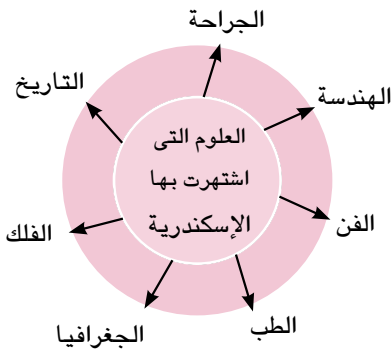 الجراحة
الهندسة
التاريخ
العلوم التى
اشتهرت بها
الإسكندرية
الفن
الفلك
الطب
الجغرافيا